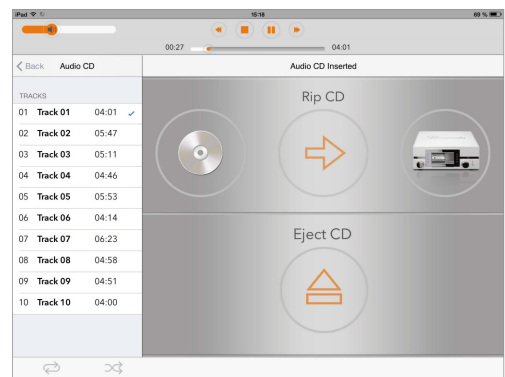 iPad 15:18 69 %
00:27 04:01
Back Audio CD Audio CD Inserted
TRACKS
01 Track 01 04:01
02 Track 02 05:47
03 Track 03 05:11
04 Track 04 04:46
05 Track 05 05:53
06 Track 06 04:14
07 Track 07 06:23
08 Track 08 04:58
09 Track 09 04:51
10 Track 10 04:00
Rip CD
Eject CD